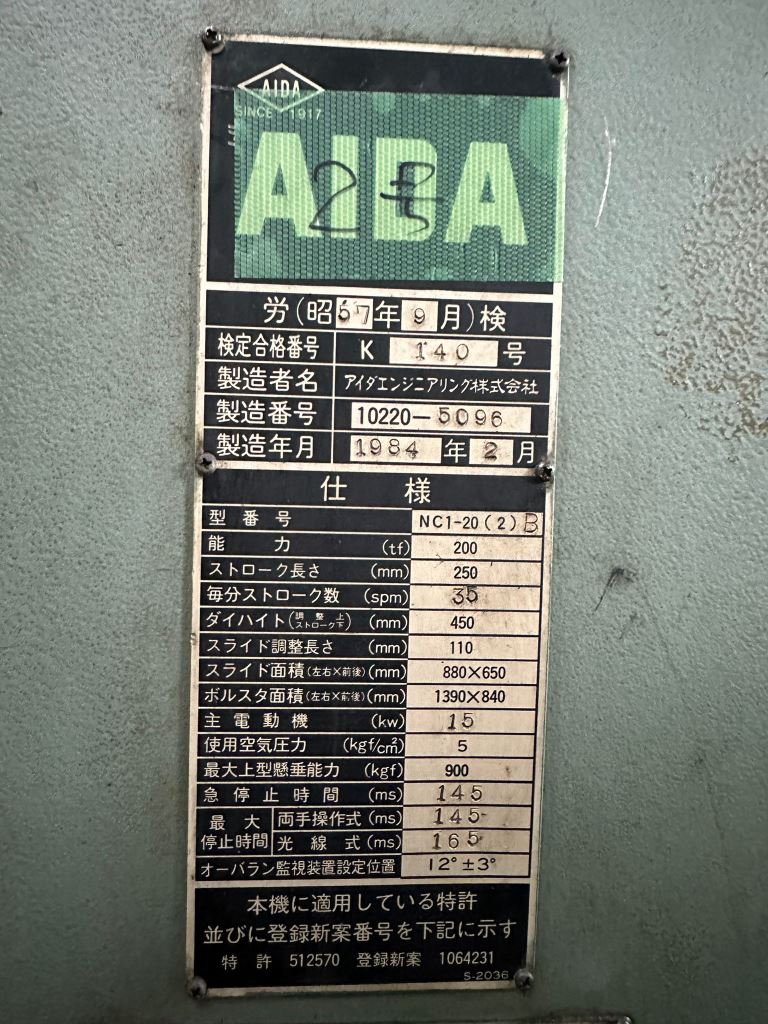 AIDA
SINCE 1917
AIDA
2号
労(昭57年9月)検
検定合格番号 K 140 号
製造者名 アイダエンジニアリング株式会社
製造番号 10220-5096
製造年月 1984 年 2 月
仕様
型番号 NC1-20(2)B
能力 (tf) 200
ストローク長さ (mm) 250
毎分ストローク数 (spm) 35
ダイハイト(調整上 ストローク下) (mm) 450
スライド調整長さ (mm) 110
スライド面積(左右×前後)(mm) 880×650
ボルスタ面積(左右×前後)(mm) 1390×840
主電動機 (kw) 15
使用空気圧力 (kgf/cm²) 5
最大上型懸垂能力 (kgf) 900
急停止時間 (ms) 145
最大停止時間 両手操作式 (ms) 145
光線式 (ms) 165
オーバラン監視装置設定位置 12°±3°
本機に適用している特許
並びに登録新案番号を下記に示す
特許 512570 登録新案 1064231
S-2036